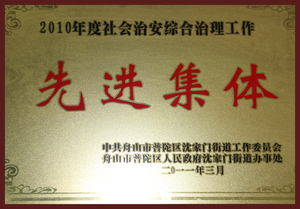 2010年度社会治安综合治理工作
先进集体
中共舟山市普陀区沈家门街道工作委员会
舟山市普陀区人民政府沈家门街道办事处
二〇一一年三月